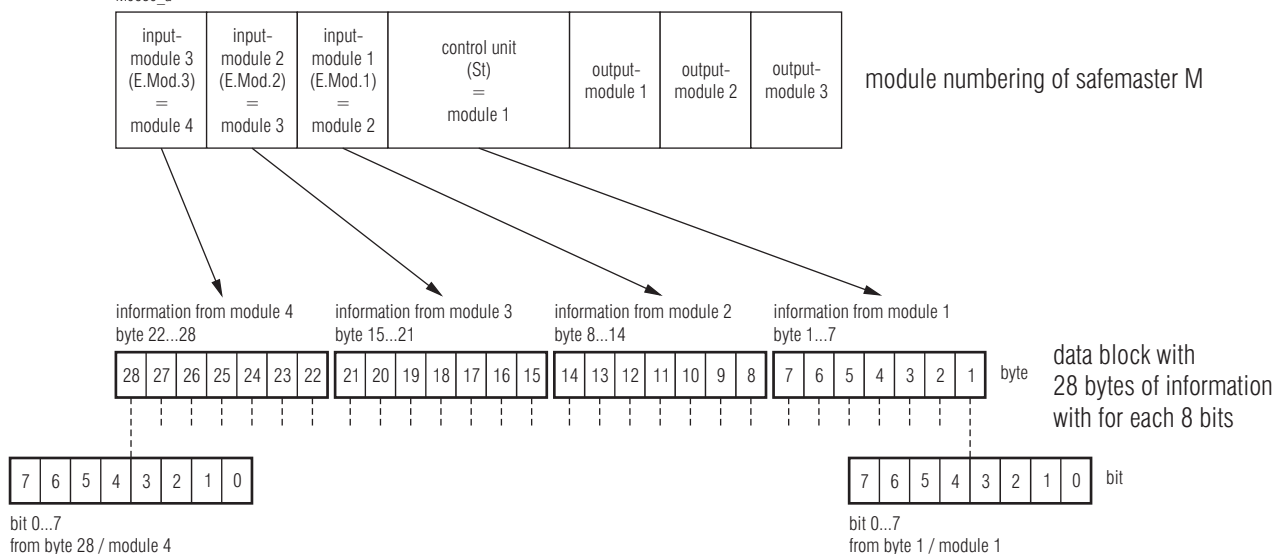 input-
module 3
(E.Mod.3)
=
module 4
input-
module 2
(E.Mod.2)
=
module 3
input-
module 1
(E.Mod.1)
=
module 2
control unit
(St)
=
module 1
output-
module 1
output-
module 2
output-
module 3
module numbering of safemaster M
information from module 4
byte 22...28
information from module 3
byte 15...21
information from module 2
byte 8...14
information from module 1
byte 1...7
28 27 26 25 24 23 22 21 20 19 18 17 16 15 14 13 12 11 10 9 8 7 6 5 4 3 2 1 byte
data block with
28 bytes of information
with for each 8 bits
7 6 5 4 3 2 1 0
bit 0...7
from byte 28 / module 4
7 6 5 4 3 2 1 0 bit
bit 0...7
from byte 1 / module 1